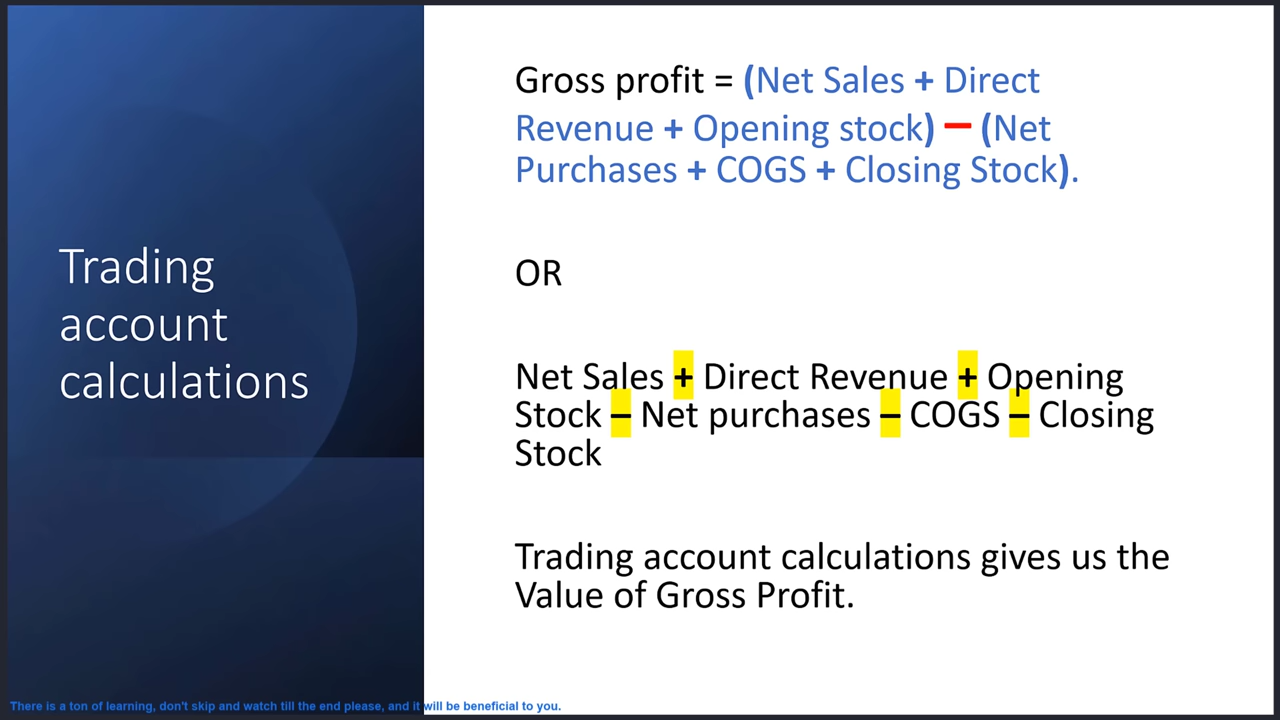 Trading
account
calculations
Gross profit = (Net Sales + Direct
Revenue + Opening stock) – (Net
Purchases + COGS + Closing Stock).
OR
Net Sales + Direct Revenue + Opening
Stock – Net purchases – COGS – Closing
Stock
Trading account calculations gives us the
Value of Gross Profit.
There is a ton of learning, don't skip and watch till the end please, and it will be beneficial to you.